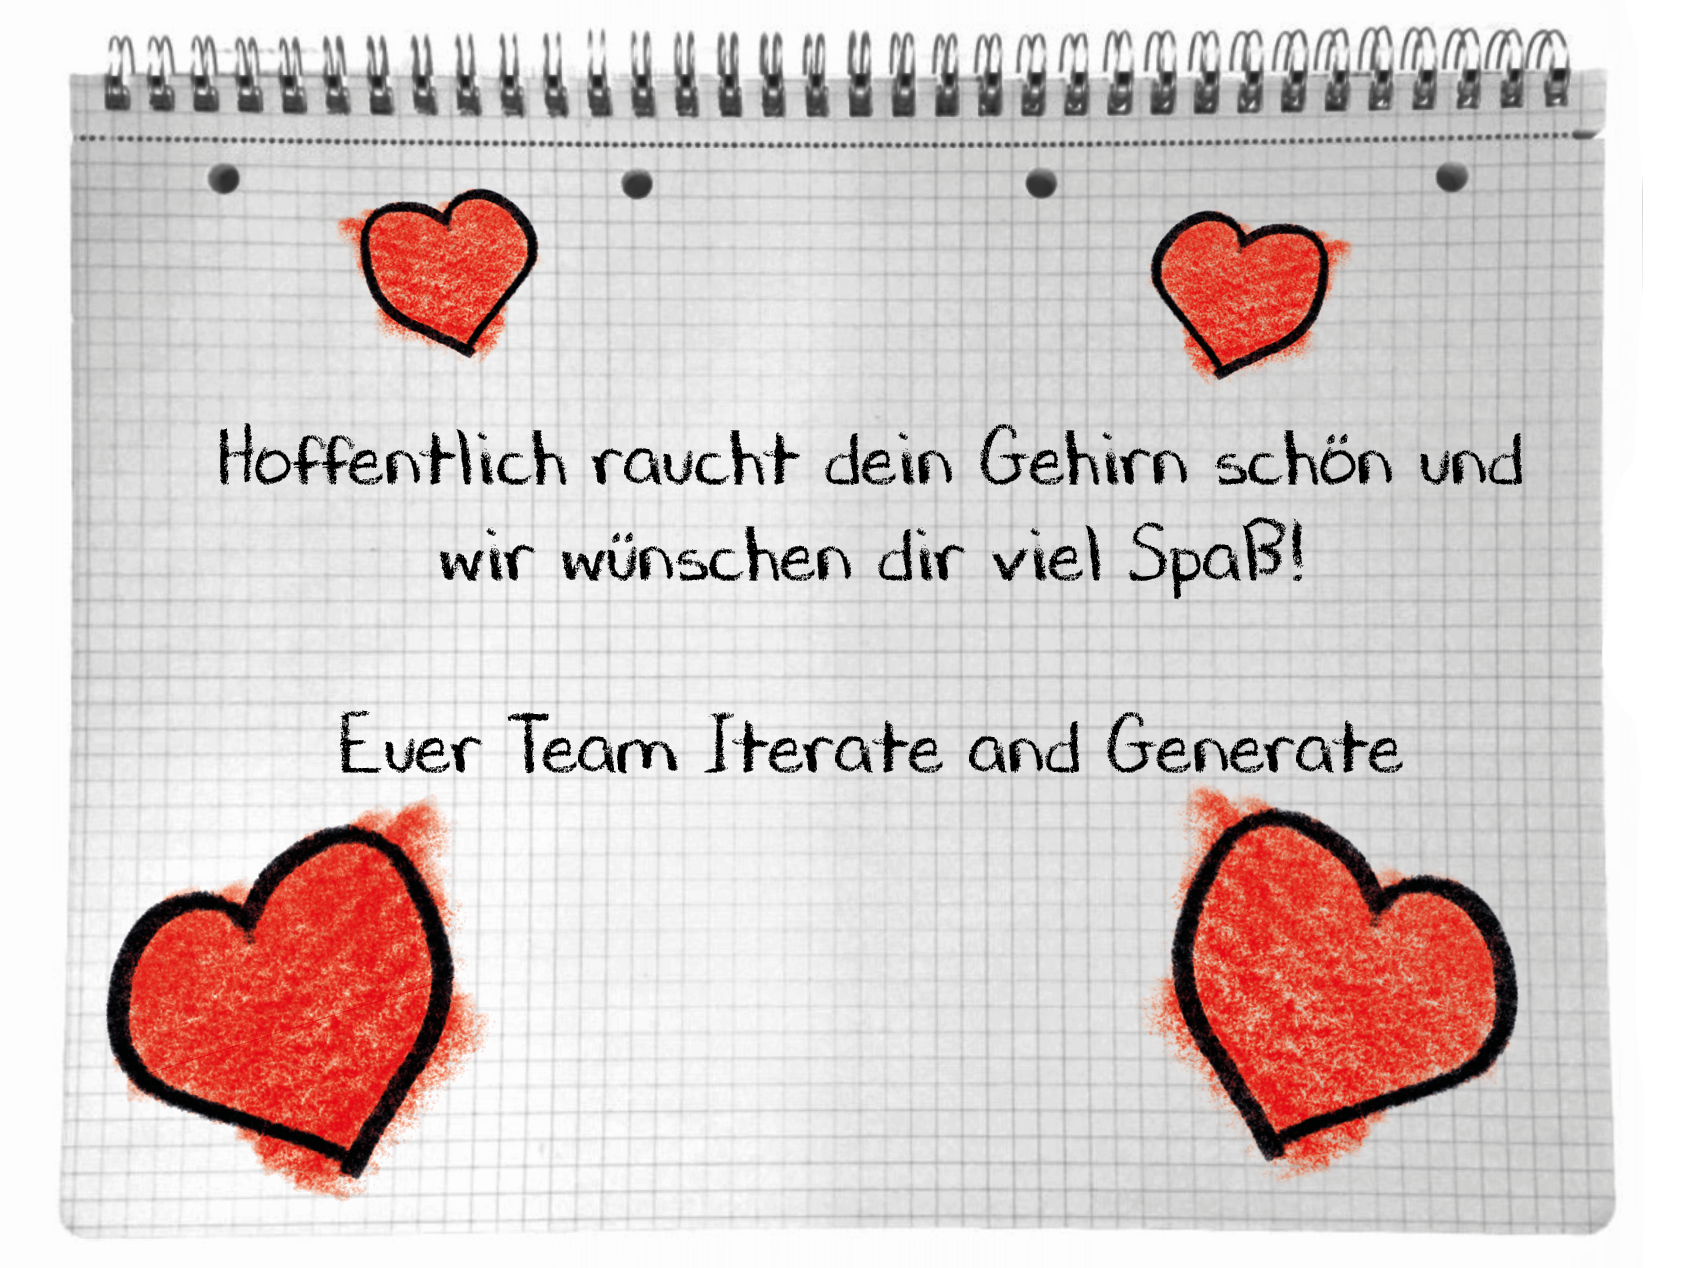 Hoffentlich raucht dein Gehirn schön und
wir wünschen dir viel Spaß!
Euer Team Iterate and Generate